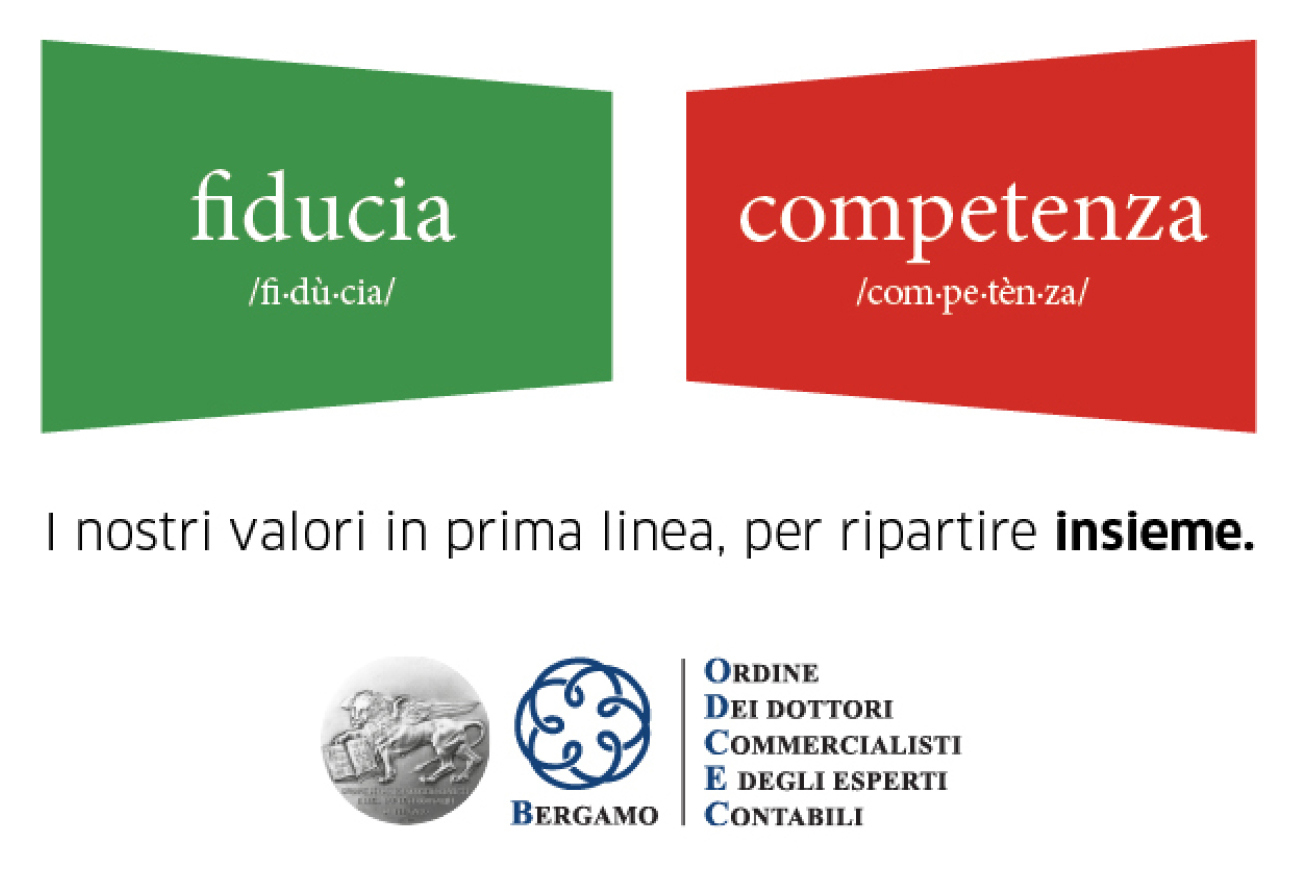 fiducia
/fi·dù·cia/
competenza
/com·pe·tèn·za/
I nostri valori in prima linea, per ripartire insieme.
BERGAMO
ORDINE
DEI DOTTORI
COMMERCIALISTI
E DEGLI ESPERTI
CONTABILI